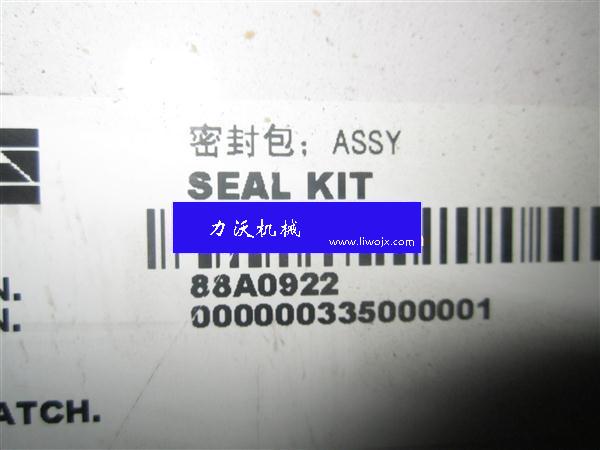 密封包; ASSY
SEAL KIT
力沃机械
www.liwojx.com
N. 88A0922
N. 000000335000001
ATCH.